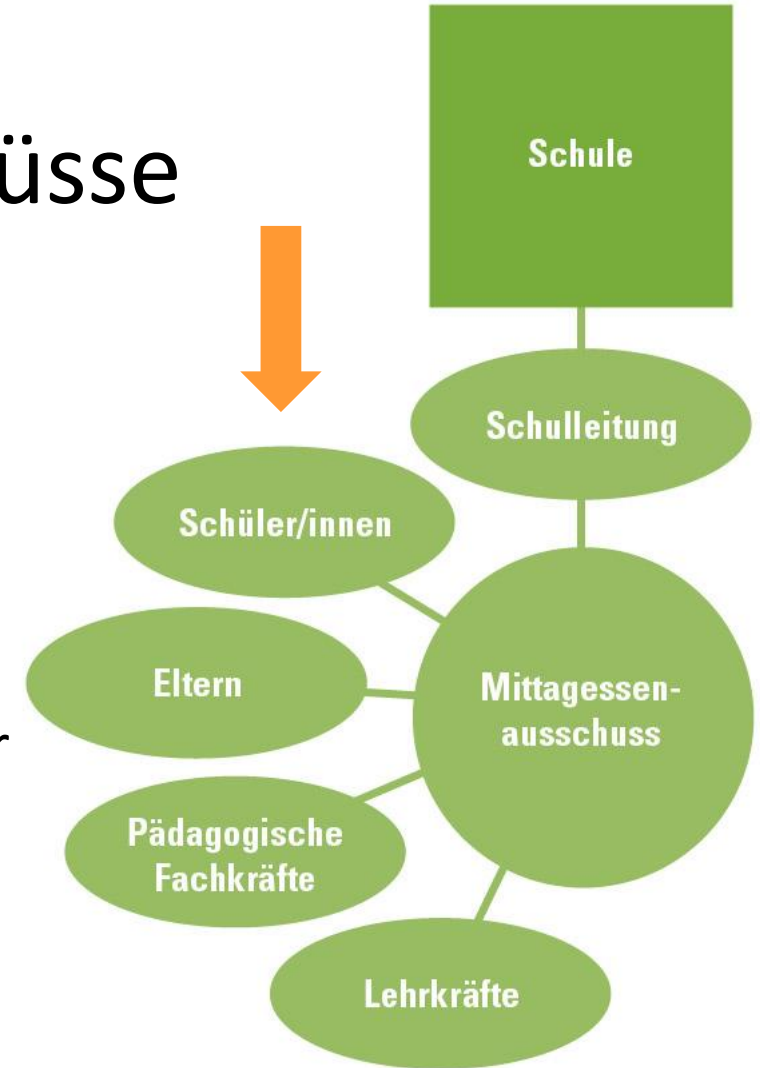 üsse
Schule
Schulleitung
Schüler/innen
Eltern
Mittagessen-
ausschuss
r
Pädagogische
Fachkräfte
Lehrkräfte